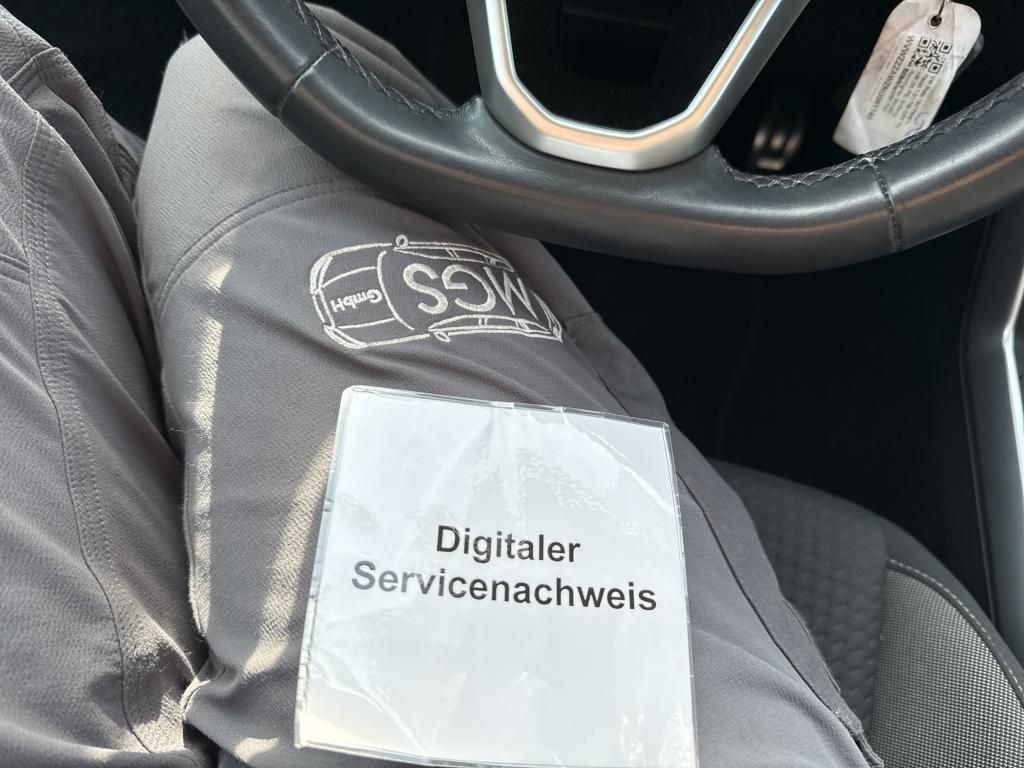 MGS
GmbH
Digitaler
Servicenachweis